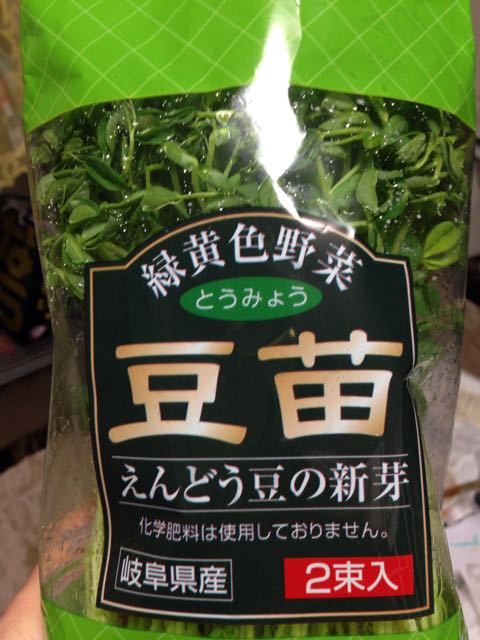 緑黄色野菜
とうみょう
豆苗
えんどう豆の新芽
化学肥料は使用しておりません。
岐阜県産
2束入